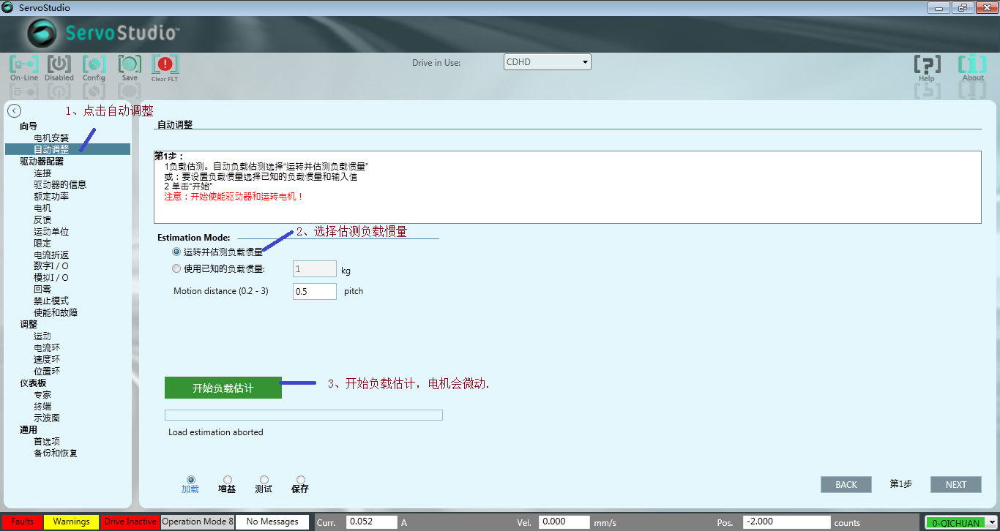 ServoStudio
ServoStudio™
On-Line
Disabled
Config
Save
Clear FLT
Drive in Use:
CDHD
Help
About
1、点击自动调整
向导
电机安装
自动调整
驱动器配置
连接
驱动器的信息
额定功率
电机
反馈
运动单位
限定
电流折返
数字I / O
模拟I / O
回零
禁止模式
使能和故障
调整
运动
电流环
速度环
位置环
仪表板
专家
终端
示波图
通用
首选项
备份和恢复
自动调整
第1步：
1负载估测。自动负载估测选择“运转并估测负载惯量”
或：要设置负载惯量选择已知的负载惯量和输入值
2 单击“开始”
注意：开始使能驱动器和运转电机！
2、选择估测负载惯量
Estimation Mode:
运转并估测负载惯量
使用已知的负载惯量:
1
kg
Motion distance (0.2 - 3)
0.5
pitch
开始负载估计
3、开始负载估计，电机会微动.
Load estimation aborted
加载
增益
测试
保存
BACK
第1步
NEXT
Faults
Warnings
Drive Inactive
Operation Mode 8
No Messages
Curr.
0.052
A
Vel.
0.000
mm/s
Pos.
-2.000
counts
0-QICHUAN